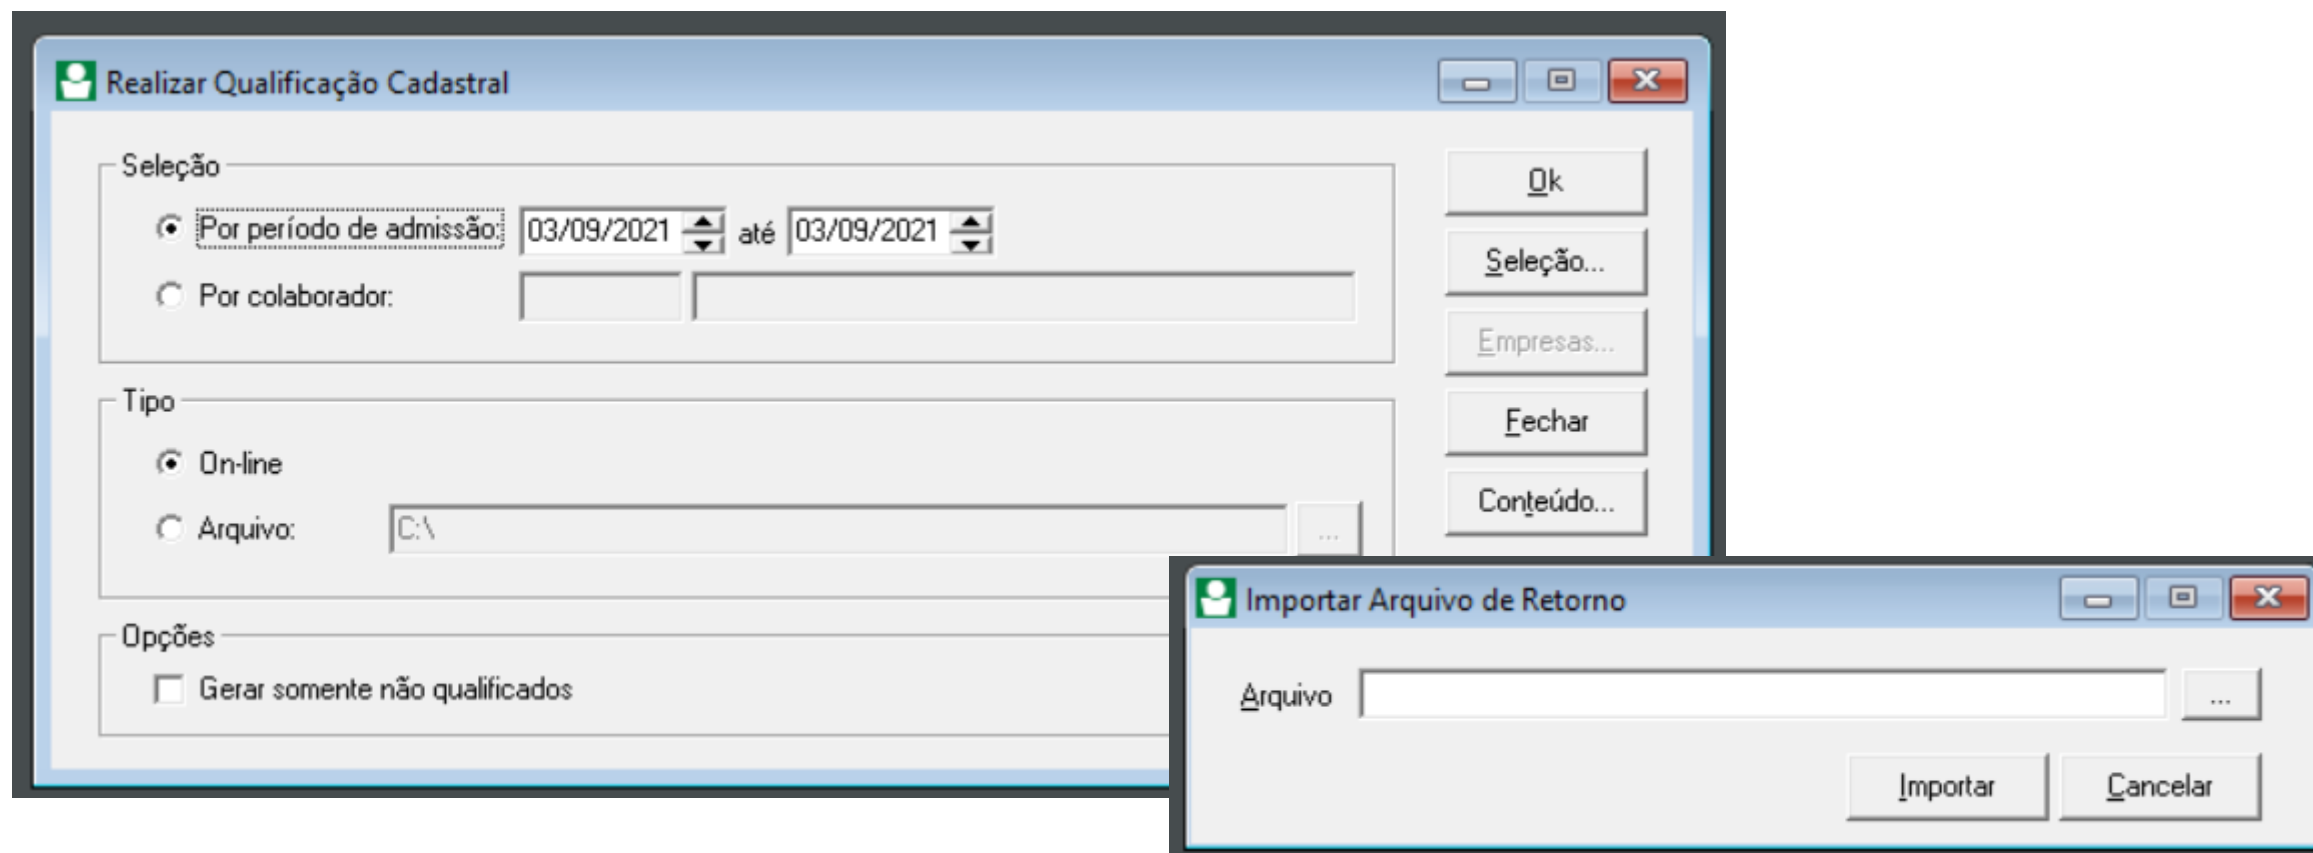 Realizar Qualificação Cadastral
Seleção
Por período de admissão: 03/09/2021 até 03/09/2021
Por colaborador:
Tipo
On-line
Arquivo: C:\ ...
Opções
Gerar somente não qualificados
Ok
Seleção...
Empresas...
Fechar
Conteúdo...
Importar Arquivo de Retorno
Arquivo ...
Importar Cancelar